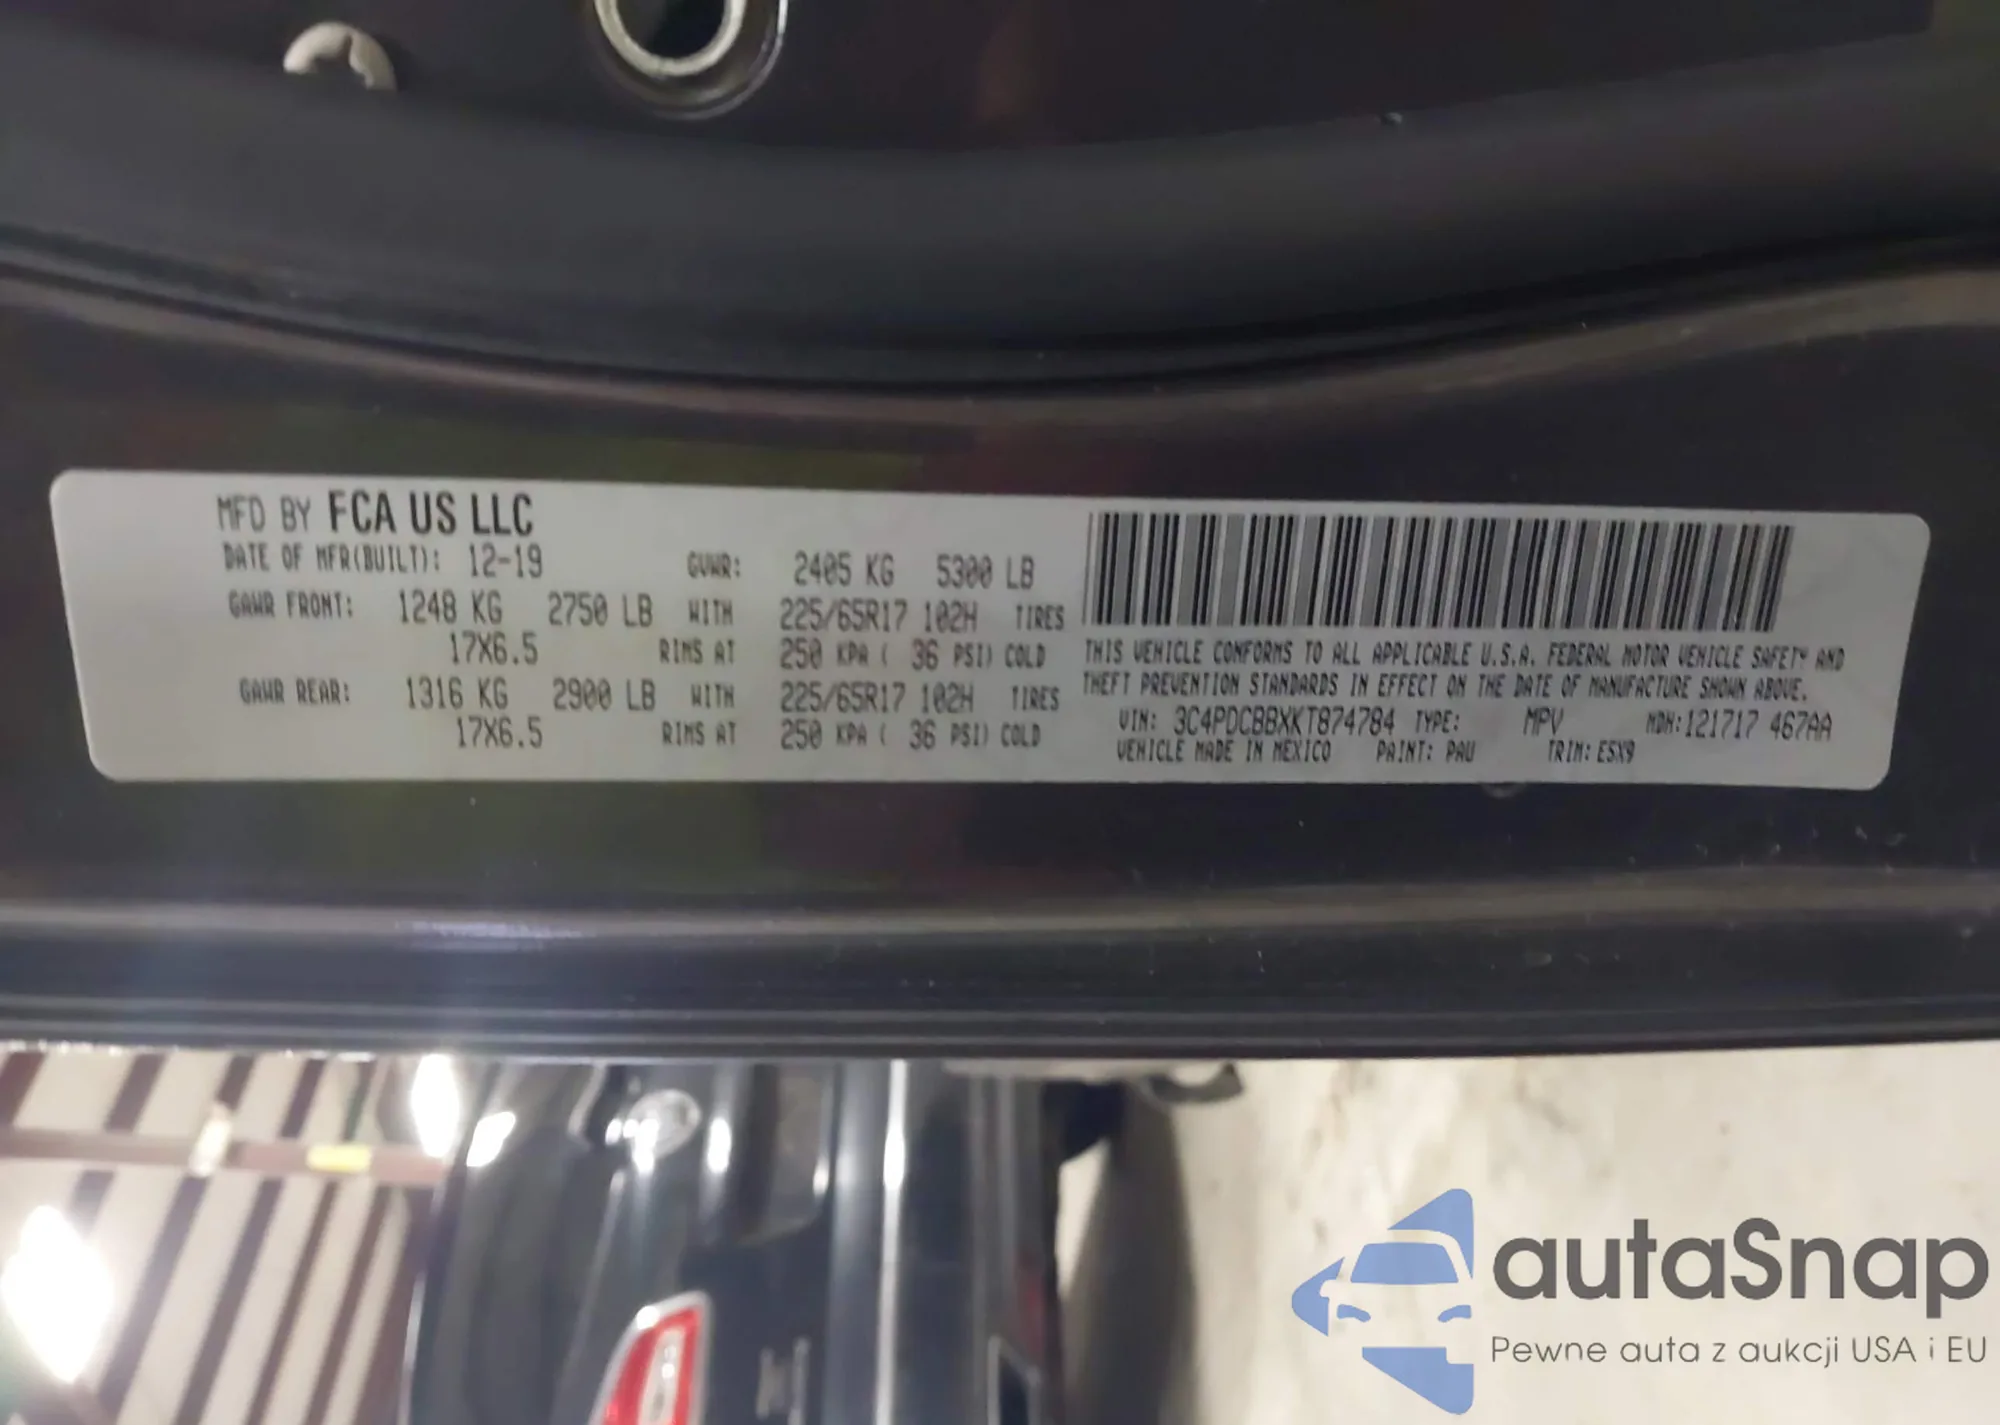 MFD BY FCA US LLC
DATE OF MFR(BUILT): 12-19 GVWR: 2405 KG 5300 LB
GAWR FRONT: 1248 KG 2750 LB WITH 225/65R17 102H TIRES
17X6.5 RIMS AT 250 KPA ( 36 PSI) COLD
GAWR REAR: 1316 KG 2900 LB WITH 225/65R17 102H TIRES
17X6.5 RIMS AT 250 KPA ( 36 PSI) COLD
THIS VEHICLE CONFORMS TO ALL APPLICABLE U.S.A. FEDERAL MOTOR VEHICLE SAFETY AND
THEFT PREVENTION STANDARDS IN EFFECT ON THE DATE OF MANUFACTURE SHOWN ABOVE.
VIN: 3C4PDCBBXKT874784 TYPE: MPV MDH:121717 467AA
VEHICLE MADE IN MEXICO PAINT: PAU TRIM: E5X9
autaSnap
Pewne auta z aukcji USA i EU